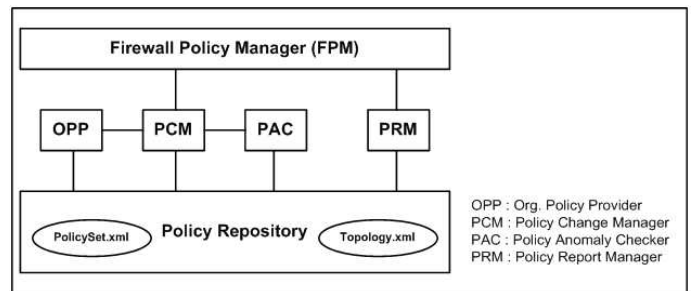 Firewall Policy Manager (FPM)
OPP
PCM
PAC
PRM
Policy Repository
PolicySet.xml
Topology.xml
OPP : Org. Policy Provider
PCM : Policy Change Manager
PAC : Policy Anomaly Checker
PRM : Policy Report Manager